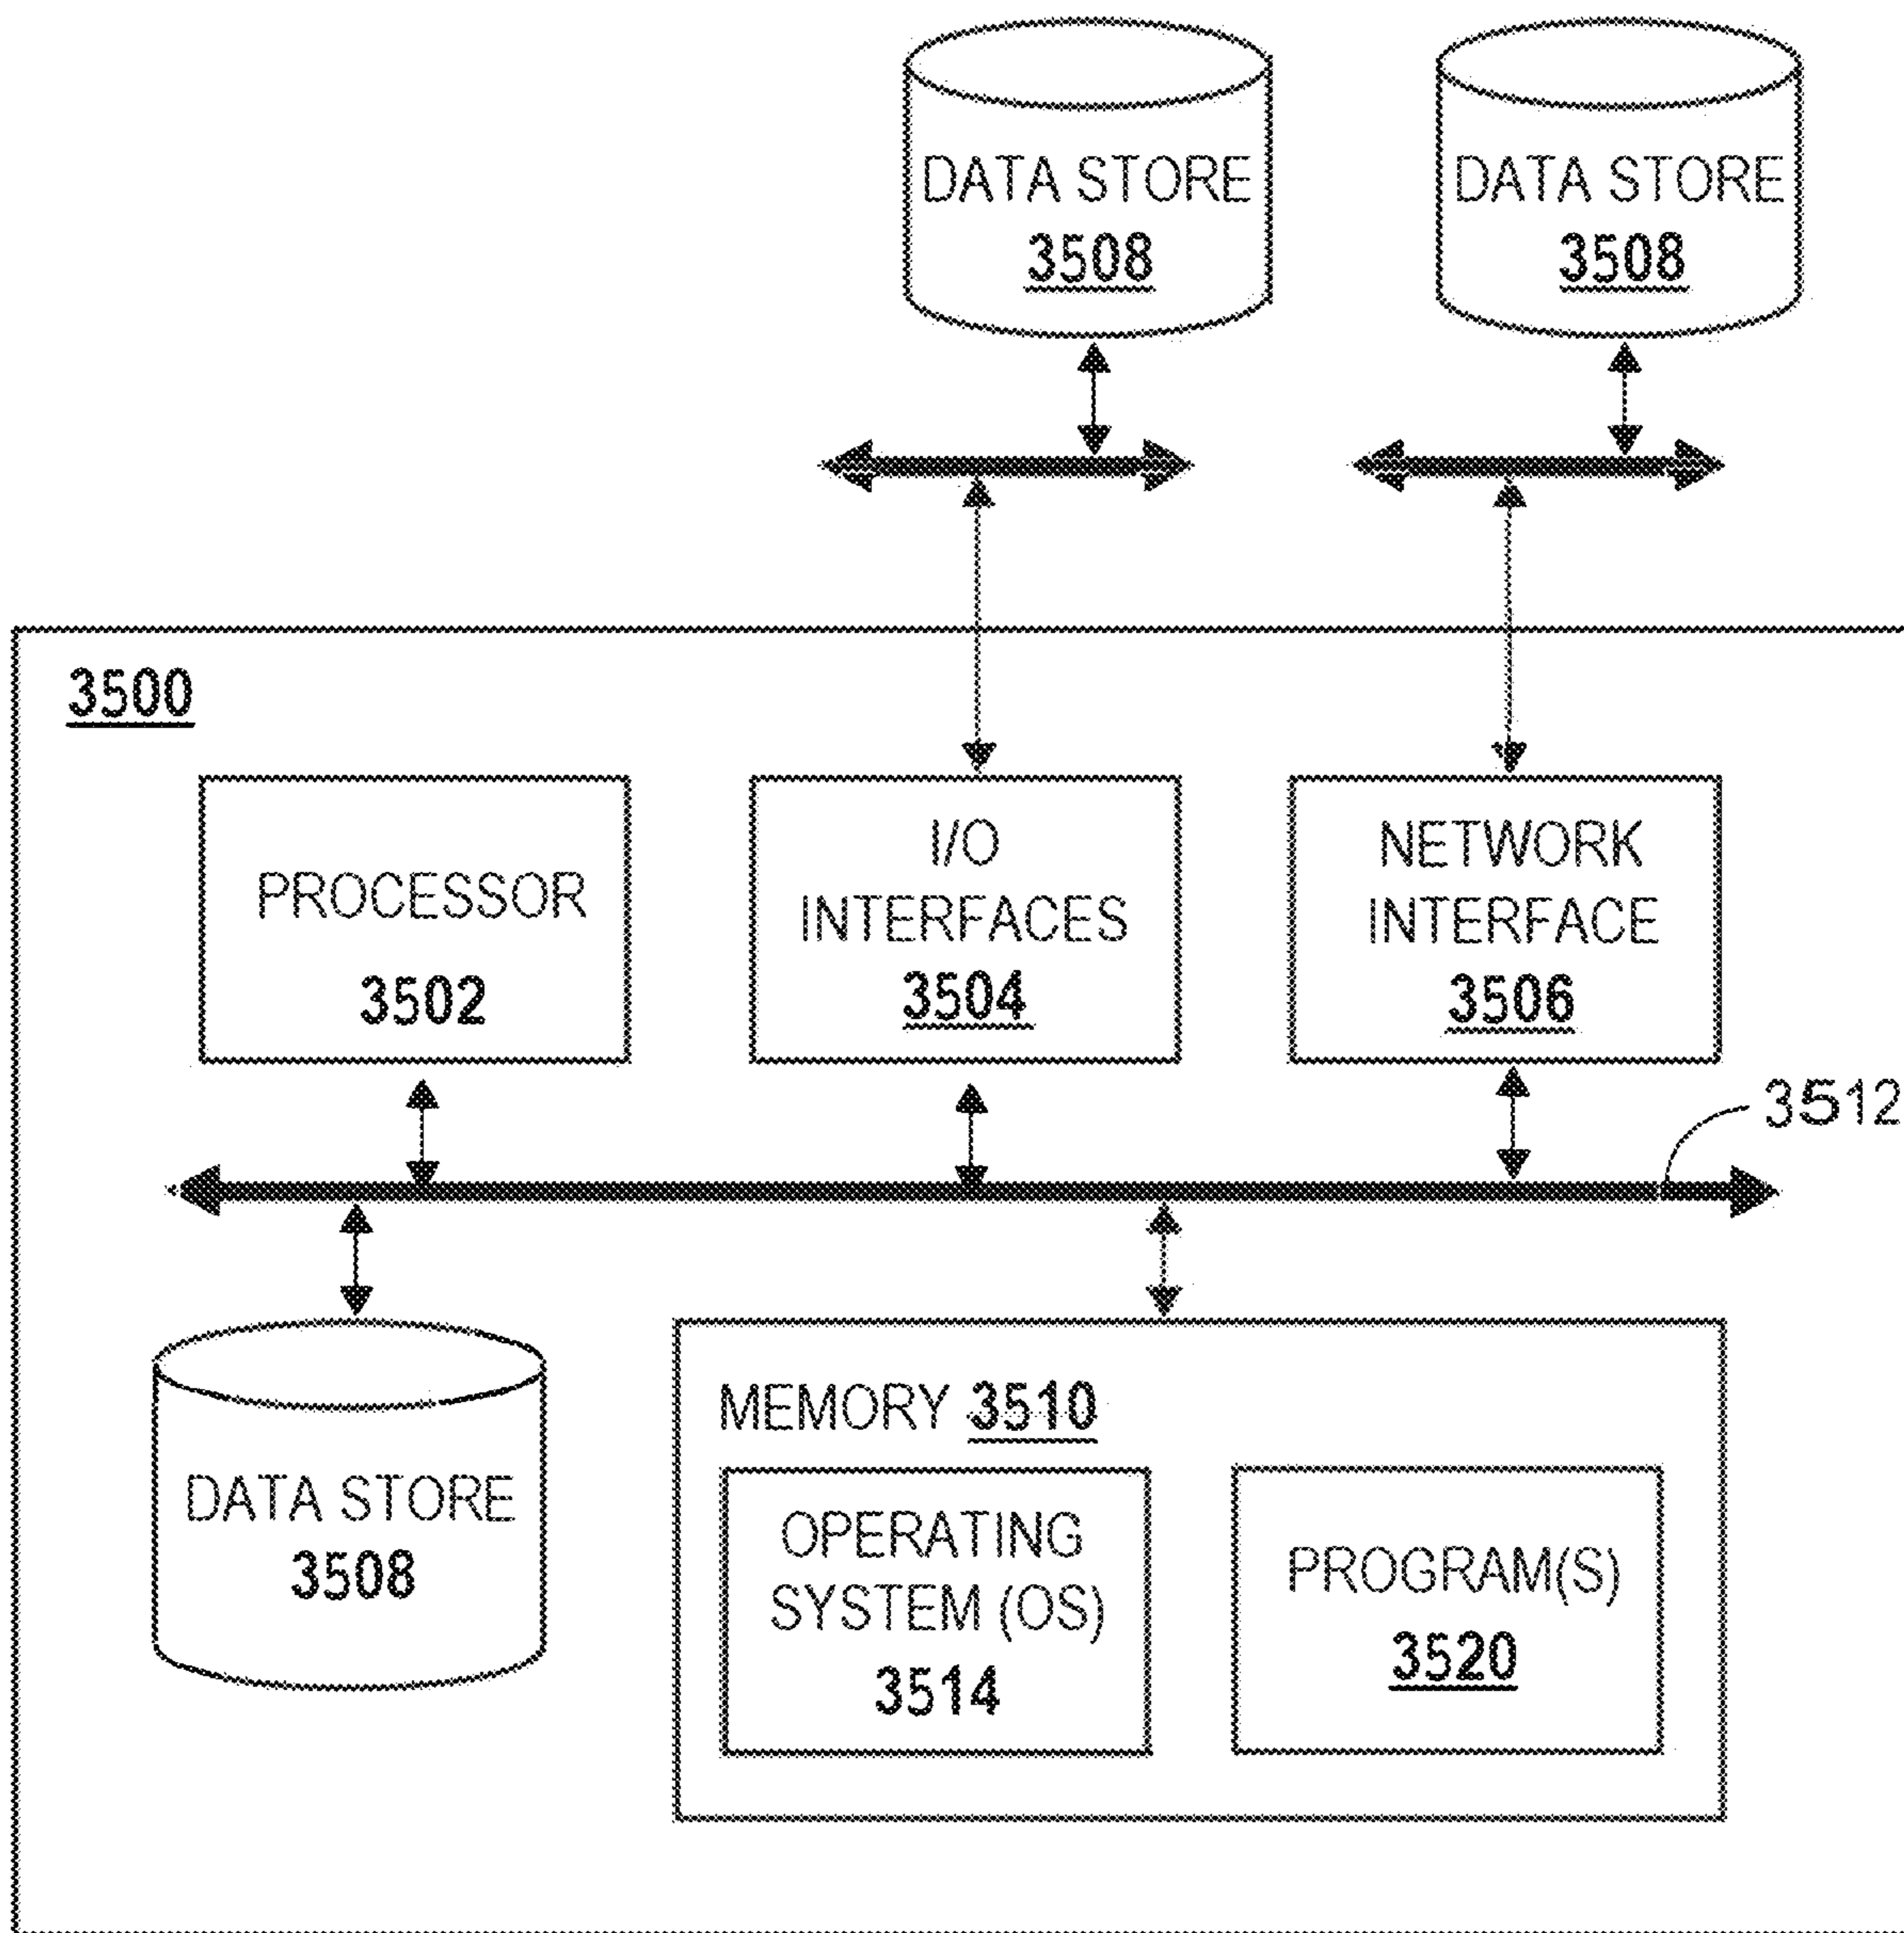 DATA STORE
3508
DATA STORE
3508
3500
PROCESSOR
3502
I/O
INTERFACES
3504
NETWORK
INTERFACE
3506
3512
DATA STORE
3508
MEMORY 3510
OPERATING
SYSTEM (OS)
3514
PROGRAM(S)
3520